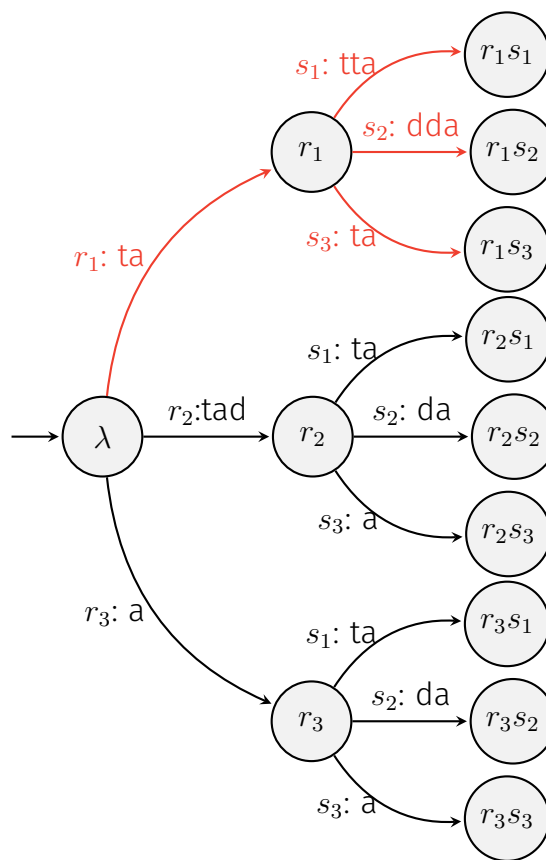 s₁: tta
r₁s₁
r₁
s₂: dda
r₁s₂
s₃: ta
r₁s₃
r₁: ta
s₁: ta
r₂s₁
λ
r₂:tad
r₂
s₂: da
r₂s₂
s₃: a
r₂s₃
r₃: a
s₁: ta
r₃s₁
r₃
s₂: da
r₃s₂
s₃: a
r₃s₃